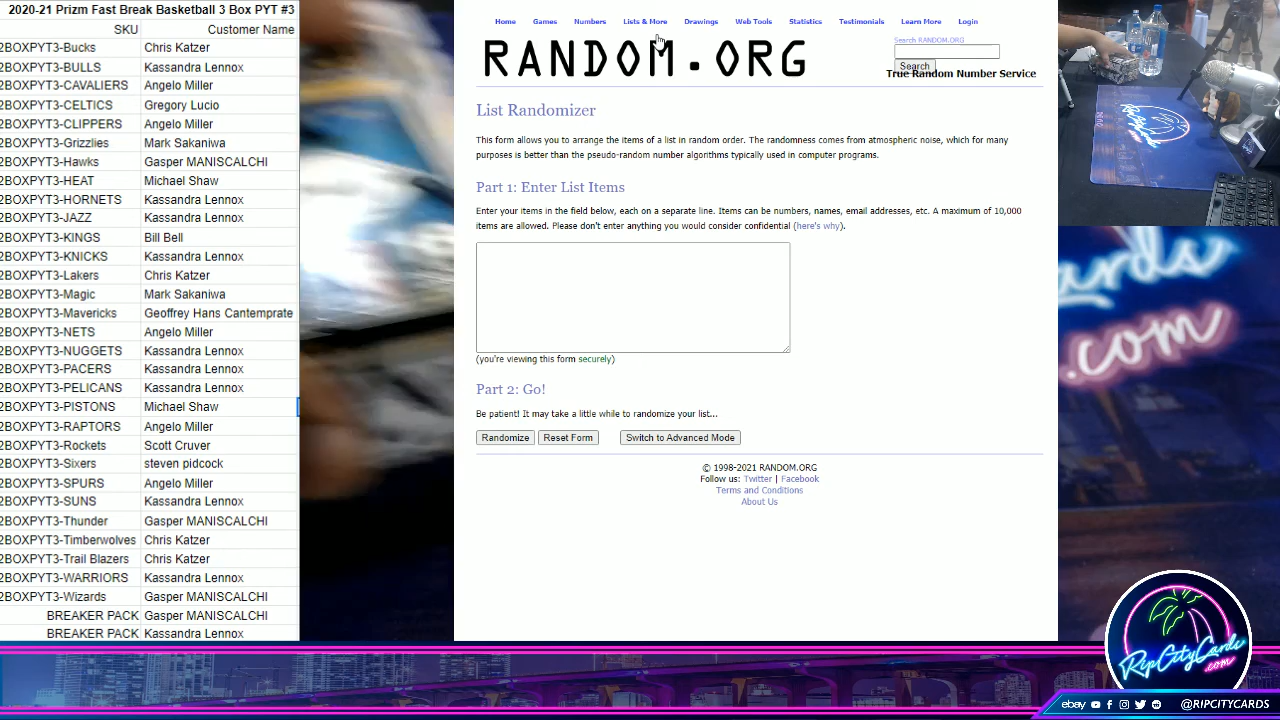 2020-21 Prizm Fast Break Basketball 3 Box PYT #3
SKU Customer Name
2BOXPYT3-Bucks Chris Katzer
2BOXPYT3-BULLS Kassandra Lennox
2BOXPYT3-CAVALIERS Angelo Miller
2BOXPYT3-CELTICS Gregory Lucio
2BOXPYT3-CLIPPERS Angelo Miller
2BOXPYT3-Grizzlies Mark Sakaniwa
2BOXPYT3-Hawks Gasper MANISCALCHI
2BOXPYT3-HEAT Michael Shaw
2BOXPYT3-HORNETS Kassandra Lennox
2BOXPYT3-JAZZ Kassandra Lennox
2BOXPYT3-KINGS Bill Bell
2BOXPYT3-KNICKS Kassandra Lennox
2BOXPYT3-Lakers Chris Katzer
2BOXPYT3-Magic Mark Sakaniwa
2BOXPYT3-Mavericks Geoffrey Hans Cantemprate
2BOXPYT3-NETS Angelo Miller
2BOXPYT3-NUGGETS Kassandra Lennox
2BOXPYT3-PACERS Kassandra Lennox
2BOXPYT3-PELICANS Kassandra Lennox
2BOXPYT3-PISTONS Michael Shaw
2BOXPYT3-RAPTORS Angelo Miller
2BOXPYT3-Rockets Scott Cruver
2BOXPYT3-Sixers steven pidcock
2BOXPYT3-SPURS Angelo Miller
2BOXPYT3-SUNS Kassandra Lennox
2BOXPYT3-Thunder Gasper MANISCALCHI
2BOXPYT3-Timberwolves Chris Katzer
2BOXPYT3-Trail Blazers Chris Katzer
2BOXPYT3-WARRIORS Kassandra Lennox
2BOXPYT3-Wizards Gasper MANISCALCHI
BREAKER PACK Gasper MANISCALCHI
BREAKER PACK Kassandra Lennox
Home Games Numbers Lists & More Drawings Web Tools Statistics Testimonials Learn More Login
RANDOM.ORG
Search RANDOM.ORG
Search
True Random Number Service
List Randomizer
This form allows you to arrange the items of a list in random order. The randomness comes from atmospheric noise, which for many
purposes is better than the pseudo-random number algorithms typically used in computer programs.
Part 1: Enter List Items
Enter your items in the field below, each on a separate line. Items can be numbers, names, email addresses, etc. A maximum of 10,000
items are allowed. Please don't enter anything you would consider confidential (here's why).
(you're viewing this form securely)
Part 2: Go!
Be patient! It may take a little while to randomize your list...
Randomize Reset Form Switch to Advanced Mode
© 1998-2021 RANDOM.ORG
Follow us: Twitter | Facebook
Terms and Conditions
About Us
.com
RipCityCards
.com
ebay @RIPCITYCARDS